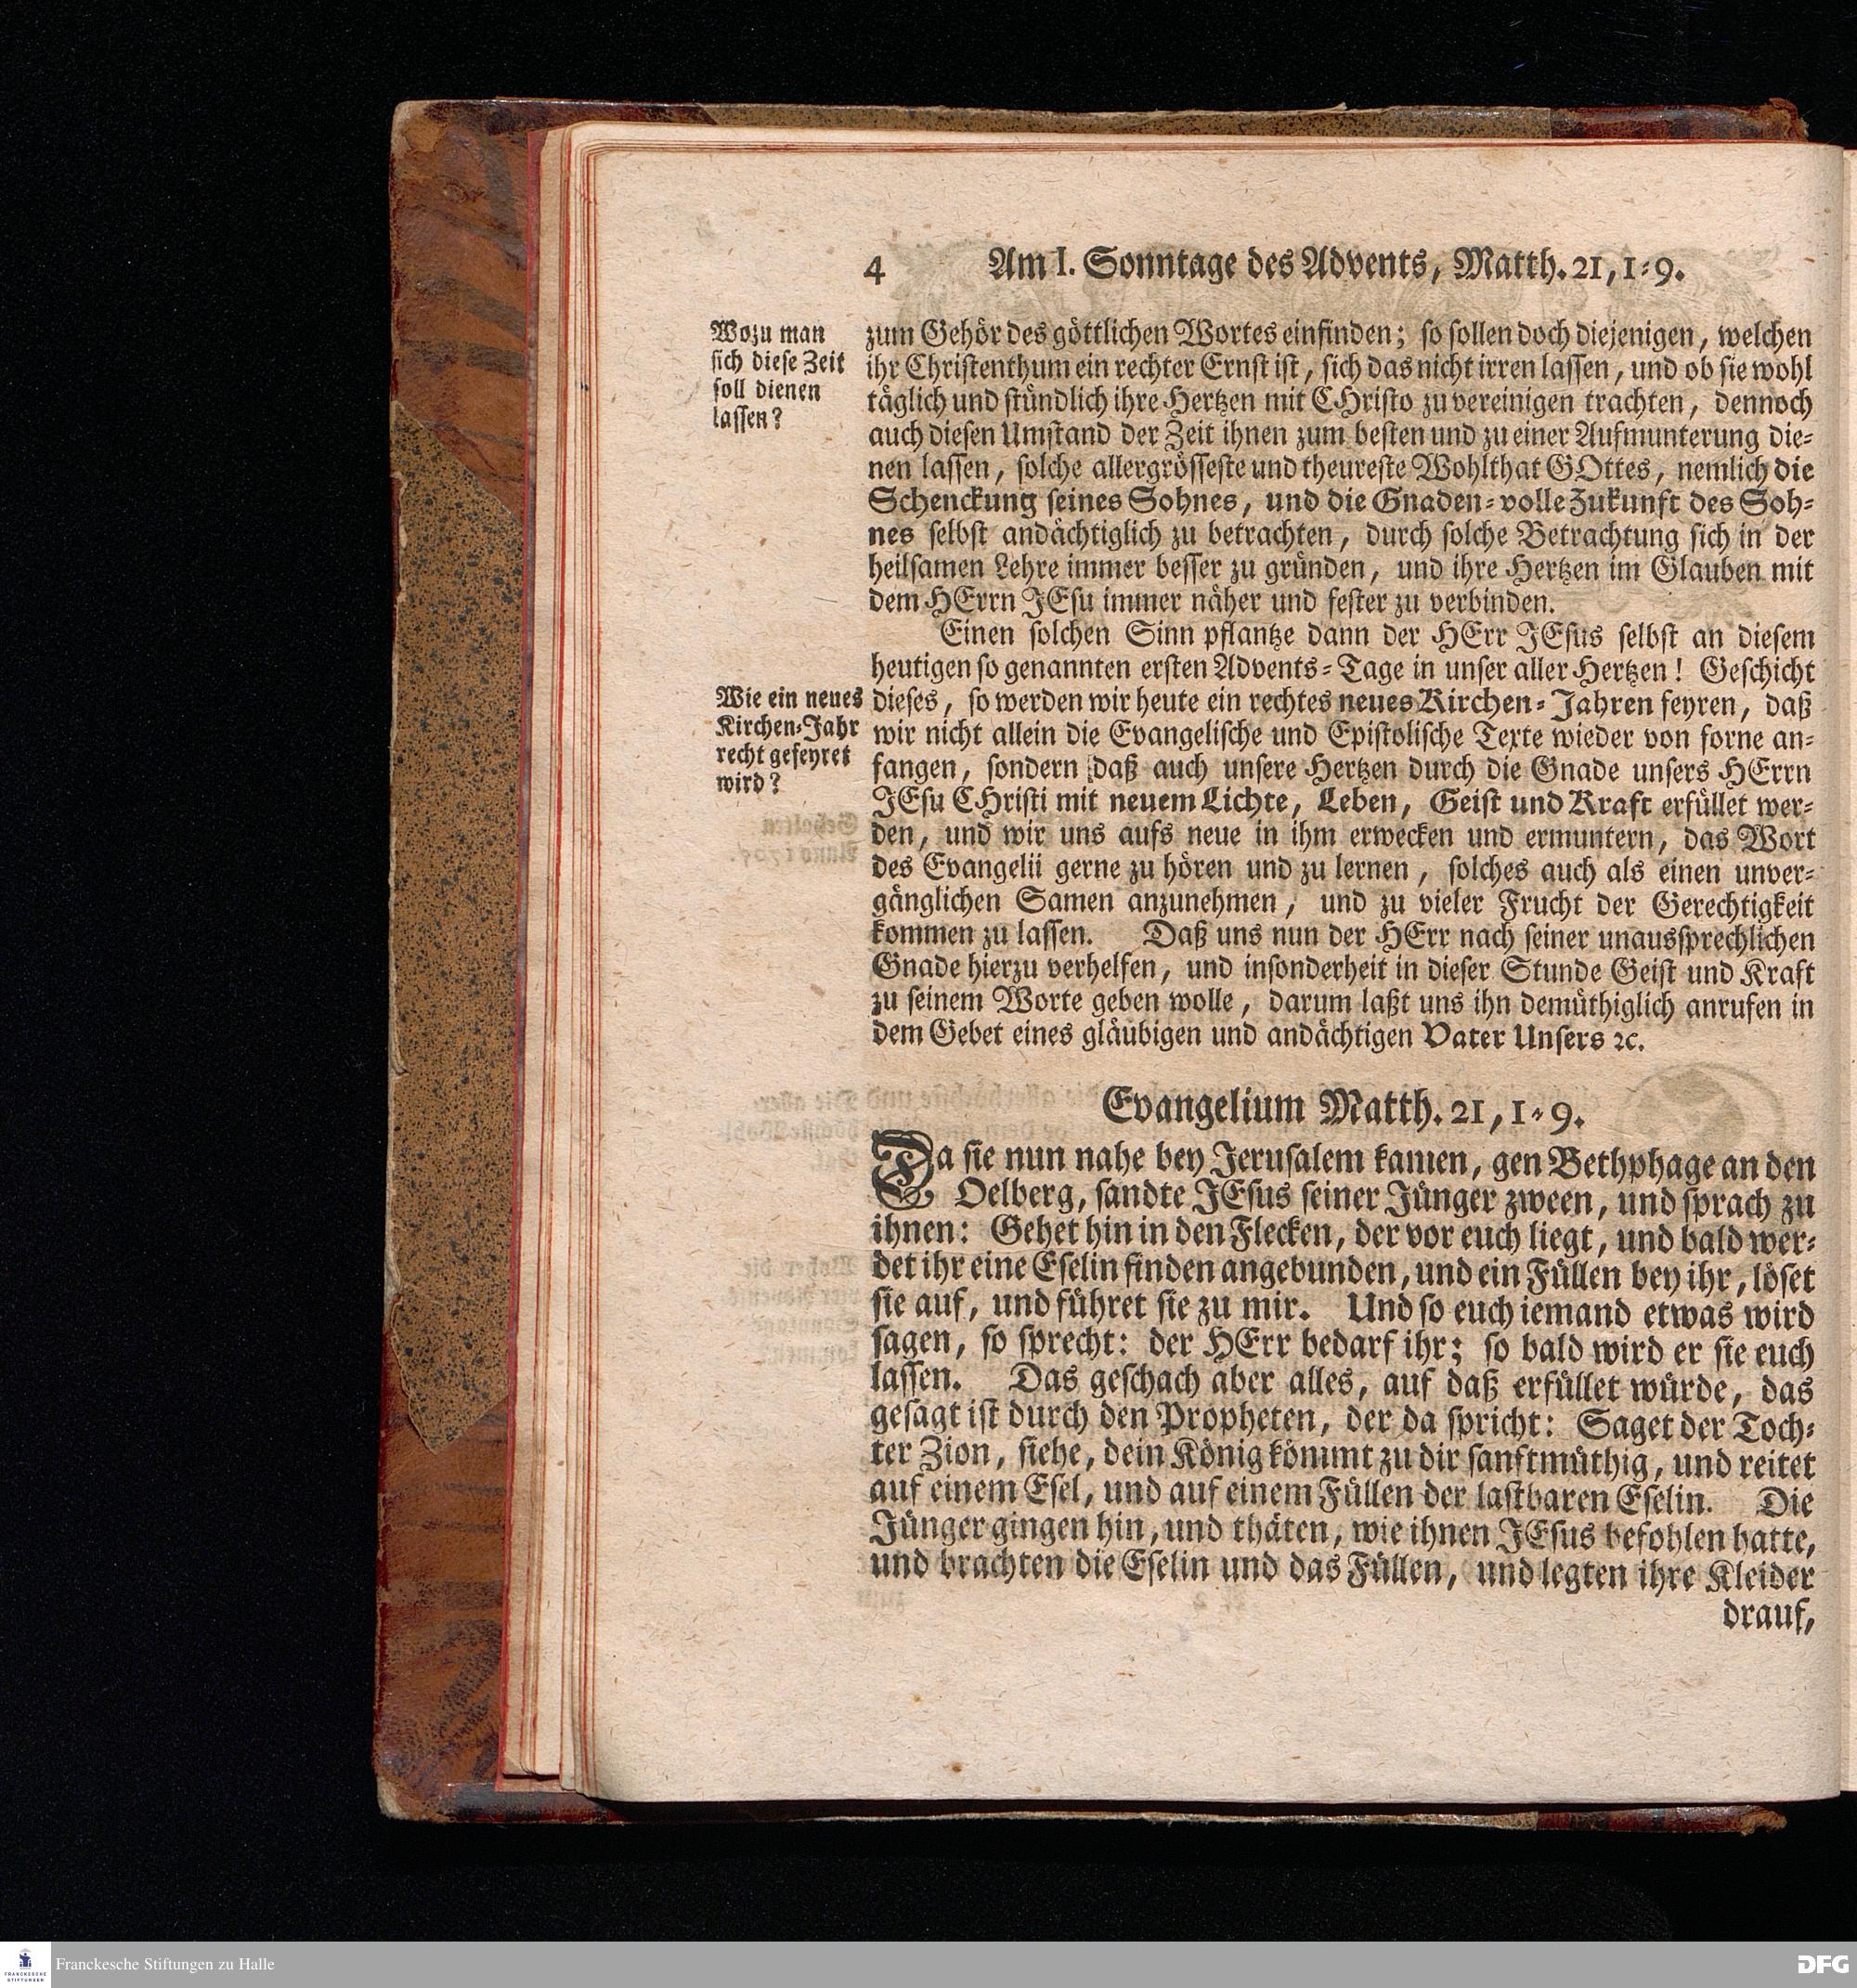 4 Am I. Sonntage des Advents, Matth. 21, 1-9.
Wozu man
sich diese Zeit
soll dienen
lassen?
zum Gehör des göttlichen Wortes einfinden; so sollen doch diejenigen, welchen
ihr Christenthum ein rechter Ernst ist, sich das nicht irren lassen, und ob sie wohl
täglich und stündlich ihre Hertzen mit CHristo zu vereinigen trachten, dennoch
auch diesen Umstand der Zeit ihnen zum besten und zu einer Aufmunterung die-
nen lassen, solche allergrösseste und theureste Wohlthat GOttes, nemlich die
Schenckung seines Sohnes, und die Gnaden-volle Zukunft des Soh-
nes selbst andächtiglich zu betrachten, durch solche Betrachtung sich in der
heilsamen Lehre immer besser zu gründen, und ihre Hertzen im Glauben mit
dem HErrn JEsu immer näher und fester zu verbinden.
Einen solchen Sinn pflantze dann der HErr JEsus selbst an diesem
heutigen so genannten ersten Advents-Tage in unser aller Hertzen! Geschicht
Wie ein neues
Kirchen-Jahr
recht gefeyret
wird?
dieses, so werden wir heute ein rechtes neues Kirchen-Jahren feyren, daß
wir nicht allein die Evangelische und Epistolische Texte wieder von forne an-
fangen, sondern daß auch unsere Hertzen durch die Gnade unsers HErrn
JEsu CHristi mit neuem Lichte, Leben, Geist und Kraft erfüllet wer-
den, und wir uns aufs neue in ihm erwecken und ermuntern, das Wort
des Evangelii gerne zu hören und zu lernen, solches auch als einen unver-
gänglichen Samen anzunehmen, und zu vieler Frucht der Gerechtigkeit
kommen zu lassen. Daß uns nun der HErr nach seiner unaussprechlichen
Gnade hierzu verhelfen, und insonderheit in dieser Stunde Geist und Kraft
zu seinem Worte geben wolle, darum laßt uns ihn demüthiglich anrufen in
dem Gebet eines gläubigen und andächtigen Vater Unsers ꝛc.
Evangelium Matth. 21, 1-9.
Da sie nun nahe bey Jerusalem kamen, gen Bethphage an den
Oelberg, sandte JEsus seiner Jünger zween, und sprach zu
ihnen: Gehet hin in den Flecken, der vor euch liegt, und bald wer-
det ihr eine Eselin finden angebunden, und ein Füllen bey ihr, löset
sie auf, und führet sie zu mir. Und so euch iemand etwas wird
sagen, so sprecht: der HErr bedarf ihr; so bald wird er sie euch
lassen. Das geschach aber alles, auf daß erfüllet würde, das
gesagt ist durch den Propheten, der da spricht: Saget der Toch-
ter Zion, siehe, dein König kömmt zu dir sanftmüthig, und reitet
auf einem Esel, und auf einem Füllen der lastbaren Eselin. Die
Jünger gingen hin, und thäten, wie ihnen JEsus befohlen hatte,
und brachten die Eselin und das Füllen, und legten ihre Kleider
drauf,
FRANCKESCHE
STIFTUNGEN
Franckesche Stiftungen zu Halle
DFG